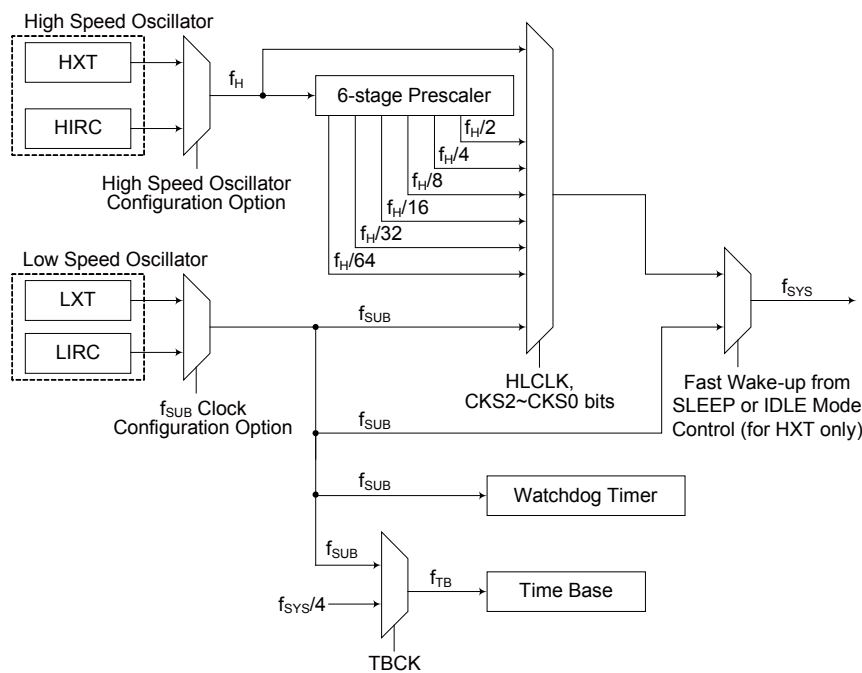 High Speed Oscillator
HXT
HIRC
fH
6-stage Prescaler
fH/2
fH/4
fH/8
fH/16
fH/32
fH/64
High Speed Oscillator
Configuration Option
Low Speed Oscillator
LXT
LIRC
fSUB
fSYS
fSUB Clock
Configuration Option
HLCLK,
CKS2~CKS0 bits
Fast Wake-up from
SLEEP or IDLE Mode
Control (for HXT only)
fSUB
fSUB
Watchdog Timer
fSUB
fTB
Time Base
fSYS/4
TBCK